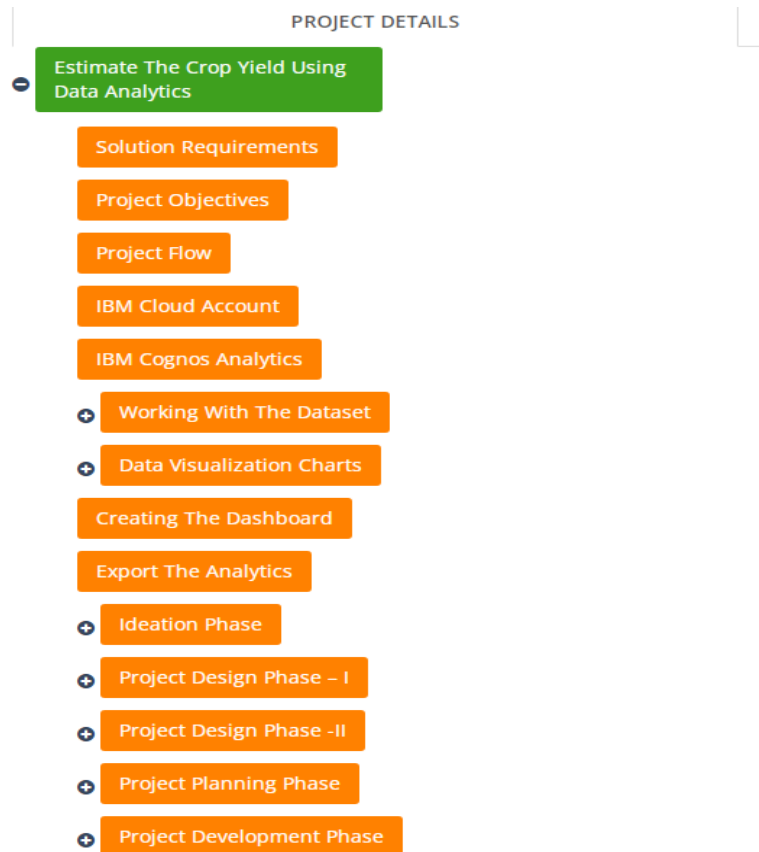 PROJECT DETAILS
Estimate The Crop Yield Using
Data Analytics
Solution Requirements
Project Objectives
Project Flow
IBM Cloud Account
IBM Cognos Analytics
Working With The Dataset
Data Visualization Charts
Creating The Dashboard
Export The Analytics
Ideation Phase
Project Design Phase – I
Project Design Phase -II
Project Planning Phase
Project Development Phase